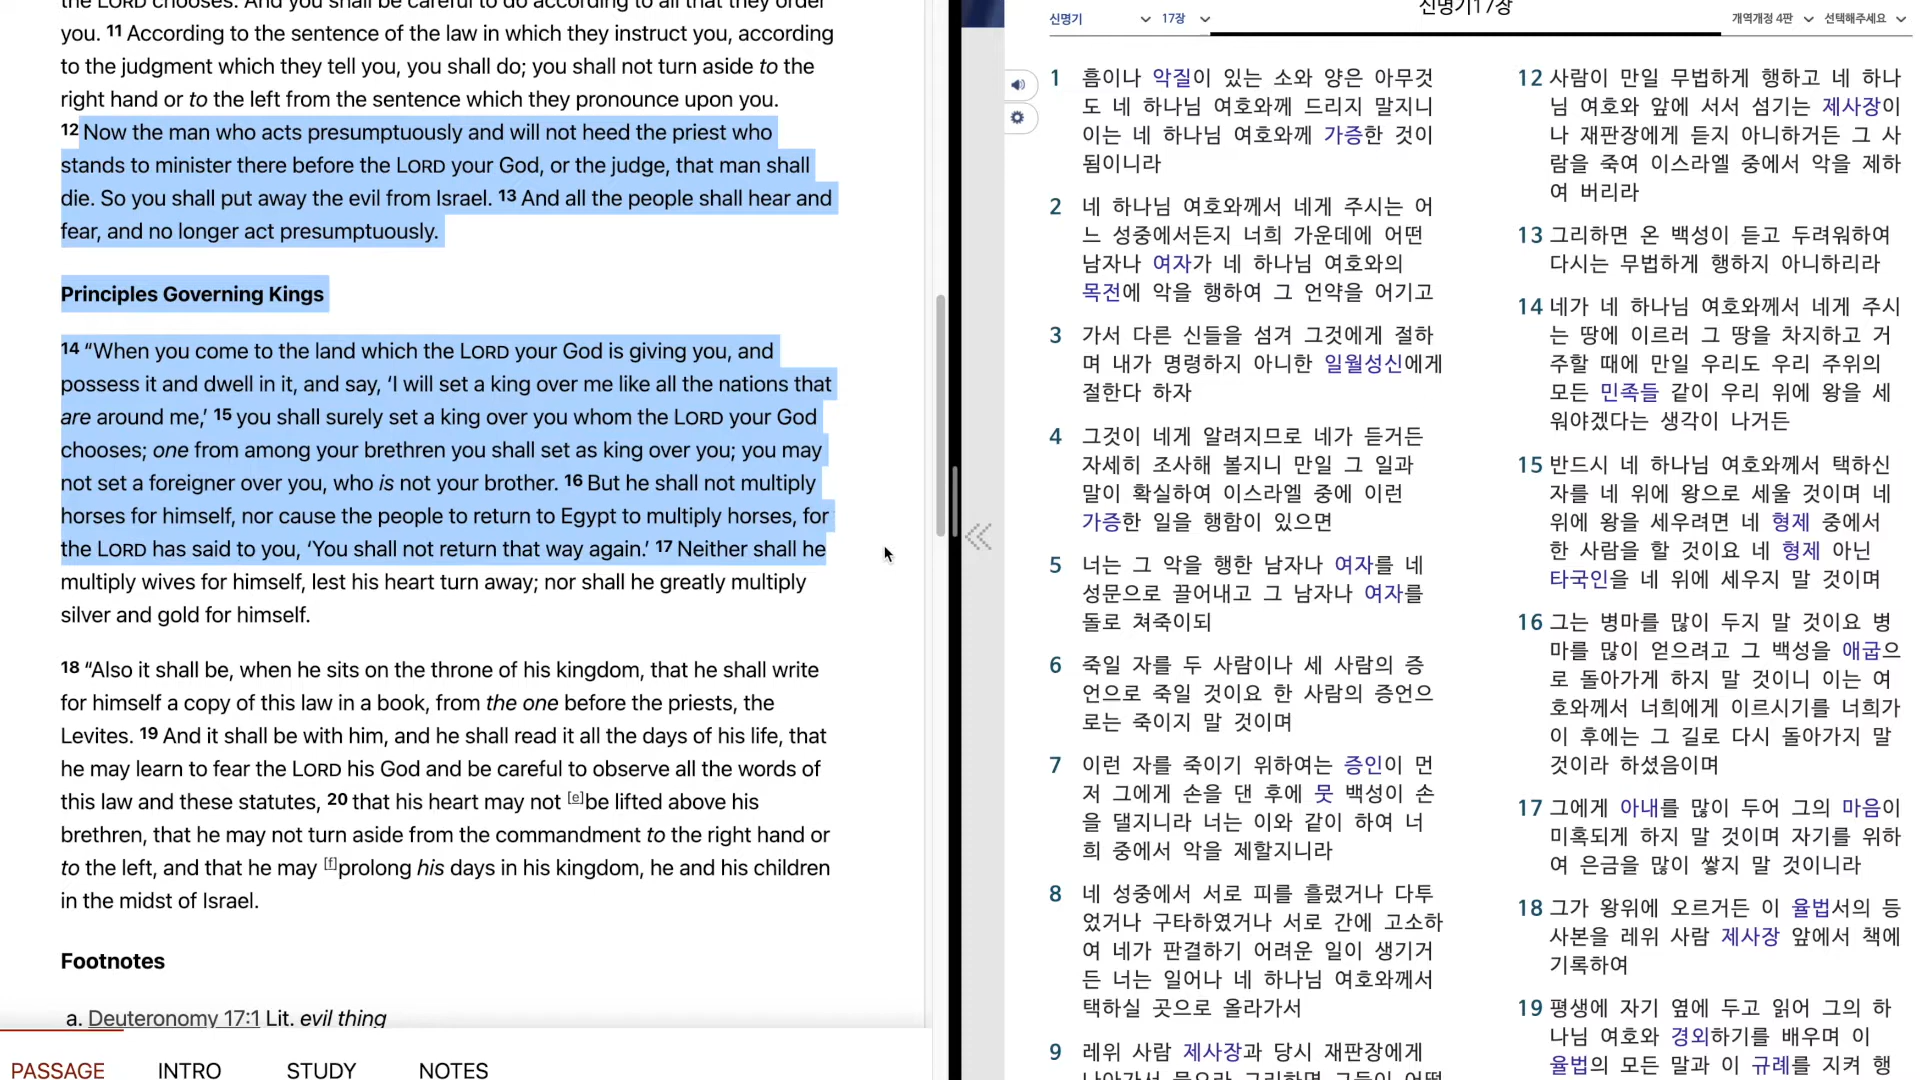 the LORD chooses. And you shall be careful to do according to all that they order
you. 11 According to the sentence of the law in which they instruct you, according
to the judgment which they tell you, you shall do; you shall not turn aside to the
right hand or to the left from the sentence which they pronounce upon you.
12 Now the man who acts presumptuously and will not heed the priest who
stands to minister there before the LORD your God, or the judge, that man shall
die. So you shall put away the evil from Israel. 13 And all the people shall hear and
fear, and no longer act presumptuously.
Principles Governing Kings
14 “When you come to the land which the LORD your God is giving you, and
possess it and dwell in it, and say, ‘I will set a king over me like all the nations that
are around me,’ 15 you shall surely set a king over you whom the LORD your God
chooses; one from among your brethren you shall set as king over you; you may
not set a foreigner over you, who is not your brother. 16 But he shall not multiply
horses for himself, nor cause the people to return to Egypt to multiply horses, for
the LORD has said to you, ‘You shall not return that way again.’ 17 Neither shall he
multiply wives for himself, lest his heart turn away; nor shall he greatly multiply
silver and gold for himself.
18 “Also it shall be, when he sits on the throne of his kingdom, that he shall write
for himself a copy of this law in a book, from the one before the priests, the
Levites. 19 And it shall be with him, and he shall read it all the days of his life, that
he may learn to fear the LORD his God and be careful to observe all the words of
this law and these statutes, 20 that his heart may not [e]be lifted above his
brethren, that he may not turn aside from the commandment to the right hand or
to the left, and that he may [f]prolong his days in his kingdom, he and his children
in the midst of Israel.
Footnotes
a. Deuteronomy 17:1 Lit. evil thing
PASSAGE INTRO STUDY NOTES
신명기 17장 신명기17장 개역개정 4판 선택해주세요
1 흠이나 악질이 있는 소와 양은 아무것
도 네 하나님 여호와께 드리지 말지니
이는 네 하나님 여호와께 가증한 것이
됨이니라
2 네 하나님 여호와께서 네게 주시는 어
느 성중에서든지 너희 가운데에 어떤
남자나 여자가 네 하나님 여호와의
목전에 악을 행하여 그 언약을 어기고
3 가서 다른 신들을 섬겨 그것에게 절하
며 내가 명령하지 아니한 일월성신에게
절한다 하자
4 그것이 네게 알려지므로 네가 듣거든
자세히 조사해 볼지니 만일 그 일과
말이 확실하여 이스라엘 중에 이런
가증한 일을 행함이 있으면
5 너는 그 악을 행한 남자나 여자를 네
성문으로 끌어내고 그 남자나 여자를
돌로 쳐죽이되
6 죽일 자를 두 사람이나 세 사람의 증
언으로 죽일 것이요 한 사람의 증언으
로는 죽이지 말 것이며
7 이런 자를 죽이기 위하여는 증인이 먼
저 그에게 손을 댄 후에 뭇 백성이 손
을 댈지니라 너는 이와 같이 하여 너
희 중에서 악을 제할지니라
8 네 성중에서 서로 피를 흘렸거나 다투
었거나 구타하였거나 서로 간에 고소하
여 네가 판결하기 어려운 일이 생기거
든 너는 일어나 네 하나님 여호와께서
택하실 곳으로 올라가서
9 레위 사람 제사장과 당시 재판장에게
나아가서 물으라 그리하면 그들이 어떻
12 사람이 만일 무법하게 행하고 네 하나
님 여호와 앞에 서서 섬기는 제사장이
나 재판장에게 듣지 아니하거든 그 사
람을 죽여 이스라엘 중에서 악을 제하
여 버리라
13 그리하면 온 백성이 듣고 두려워하여
다시는 무법하게 행하지 아니하리라
14 네가 네 하나님 여호와께서 네게 주시
는 땅에 이르러 그 땅을 차지하고 거
주할 때에 만일 우리도 우리 주위의
모든 민족들 같이 우리 위에 왕을 세
워야겠다는 생각이 나거든
15 반드시 네 하나님 여호와께서 택하신
자를 네 위에 왕으로 세울 것이며 네
위에 왕을 세우려면 네 형제 중에서
한 사람을 할 것이요 네 형제 아닌
타국인을 네 위에 세우지 말 것이며
16 그는 병마를 많이 두지 말 것이요 병
마를 많이 얻으려고 그 백성을 애굽으
로 돌아가게 하지 말 것이니 이는 여
호와께서 너희에게 이르시기를 너희가
이 후에는 그 길로 다시 돌아가지 말
것이라 하셨음이며
17 그에게 아내를 많이 두어 그의 마음이
미혹되게 하지 말 것이며 자기를 위하
여 은금을 많이 쌓지 말 것이니라
18 그가 왕위에 오르거든 이 율법서의 등
사본을 레위 사람 제사장 앞에서 책에
기록하여
19 평생에 자기 옆에 두고 읽어 그의 하
나님 여호와 경외하기를 배우며 이
율법의 모든 말과 이 규례를 지켜 행